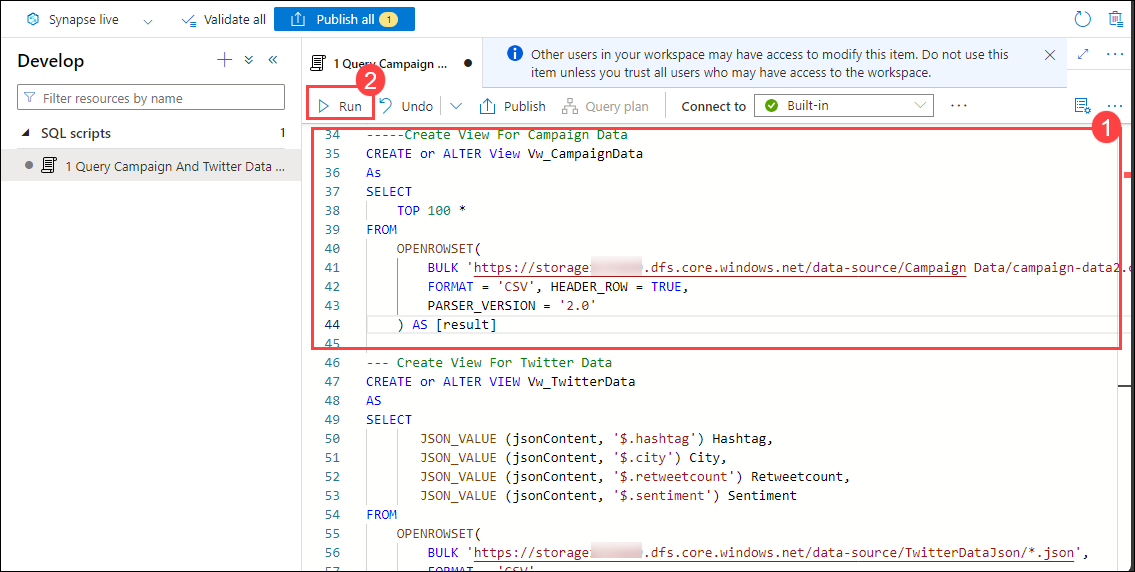 Synapse live
Validate all
Publish all 1
Develop
Filter resources by name
SQL scripts 1
1 Query Campaign And Twitter Data ...
1 Query Campaign ...
Other users in your workspace may have access to modify this item. Do not use this
item unless you trust all users who may have access to the workspace.
2
Run
Undo
Publish
Query plan
Connect to
Built-in
1
34 -----Create View For Campaign Data
35 CREATE or ALTER View Vw_CampaignData
36 As
37 SELECT
38 TOP 100 *
39 FROM
40 OPENROWSET(
41 BULK 'https://storage .dfs.core.windows.net/data-source/Campaign Data/campaign-data2.c
42 FORMAT = 'CSV', HEADER_ROW = TRUE,
43 PARSER_VERSION = '2.0'
44 ) AS [result]
45
46 --- Create View For Twitter Data
47 CREATE or ALTER VIEW Vw_TwitterData
48 AS
49 SELECT
50 JSON_VALUE (jsonContent, '$.hashtag') Hashtag,
51 JSON_VALUE (jsonContent, '$.city') City,
52 JSON_VALUE (jsonContent, '$.retweetcount') Retweetcount,
53 JSON_VALUE (jsonContent, '$.sentiment') Sentiment
54 FROM
55 OPENROWSET(
56 BULK 'https://storage .dfs.core.windows.net/data-source/TwitterDataJson/*.json',
57 FORMAT = 'CSV'